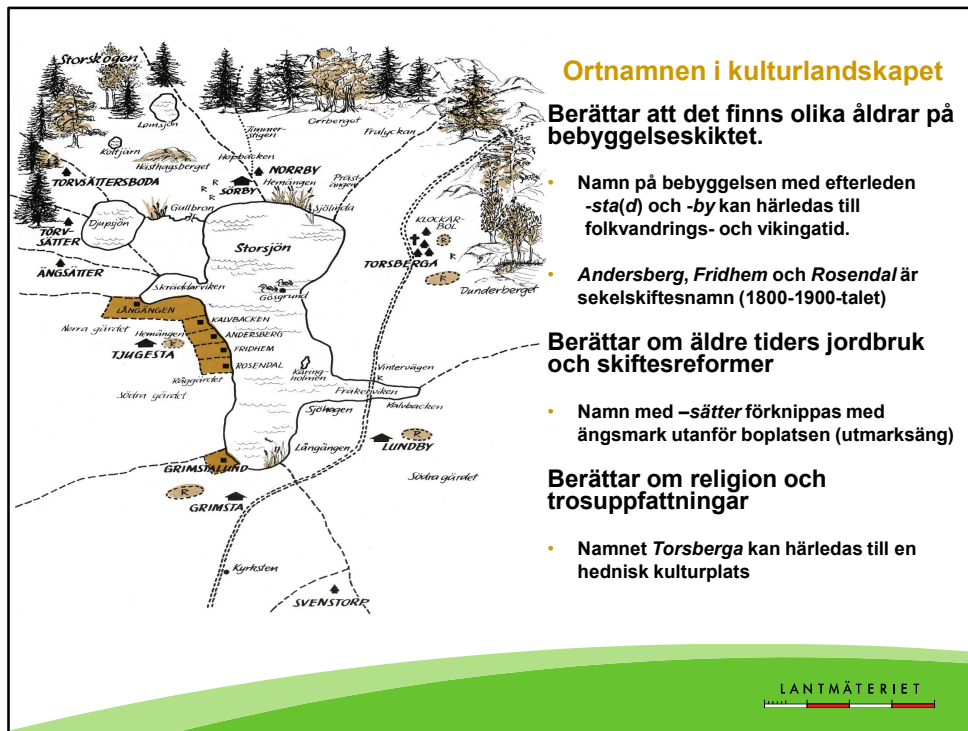 Ortnamnen i kulturlandskapet
Berättar att det finns olika åldrar på
bebyggelseskiktet.
• Namn på bebyggelsen med efterleden
-sta(d) och -by kan härledas till
folkvandrings- och vikingatid.
• Andersberg, Fridhem och Rosendal är
sekelskiftesnamn (1800-1900-talet)
Berättar om äldre tiders jordbruk
och skiftesreformer
• Namn med –sätter förknippas med
ängsmark utanför boplatsen (utmarksäng)
Berättar om religion och
trosuppfattningar
• Namnet Torsberga kan härledas till en
hednisk kulturplats
Storskogen
Lomsjön
Koltjärn
Timmer-
stigen
Orrberget
Frulyckan
Hästhagsberget
Hopbacken
NORRBY
Hemängen
Präst-
ängen
TORVSÄTTERSBODA
R
R
SÖRBY
Gullbron
Sjölinda
Djupsjön
TORV-
SÄTTER
Storsjön
KLOCKAR-
BOL
R
TORSBERGA
R
R
ÄNGSÄTTER
Skräddarviken
Gösgrund
Dunderberget
LÅNGÄNGEN
KALVBACKEN
Norra gärdet
Hemängen
ANDERSBERG
TJUGESTA
R
FRIDHEM
ROSENDAL
Käring-
holmen
Vintervägen
R
Råggärdet
Södra gärdet
Fräkenviken
Sjöhagen
Kalvbacken
Långängen
LUNDBY
R
GRIMSTALUND
Södra gärdet
R
GRIMSTA
Kyrksten
SVENSTORP
LANTMÄTERIET